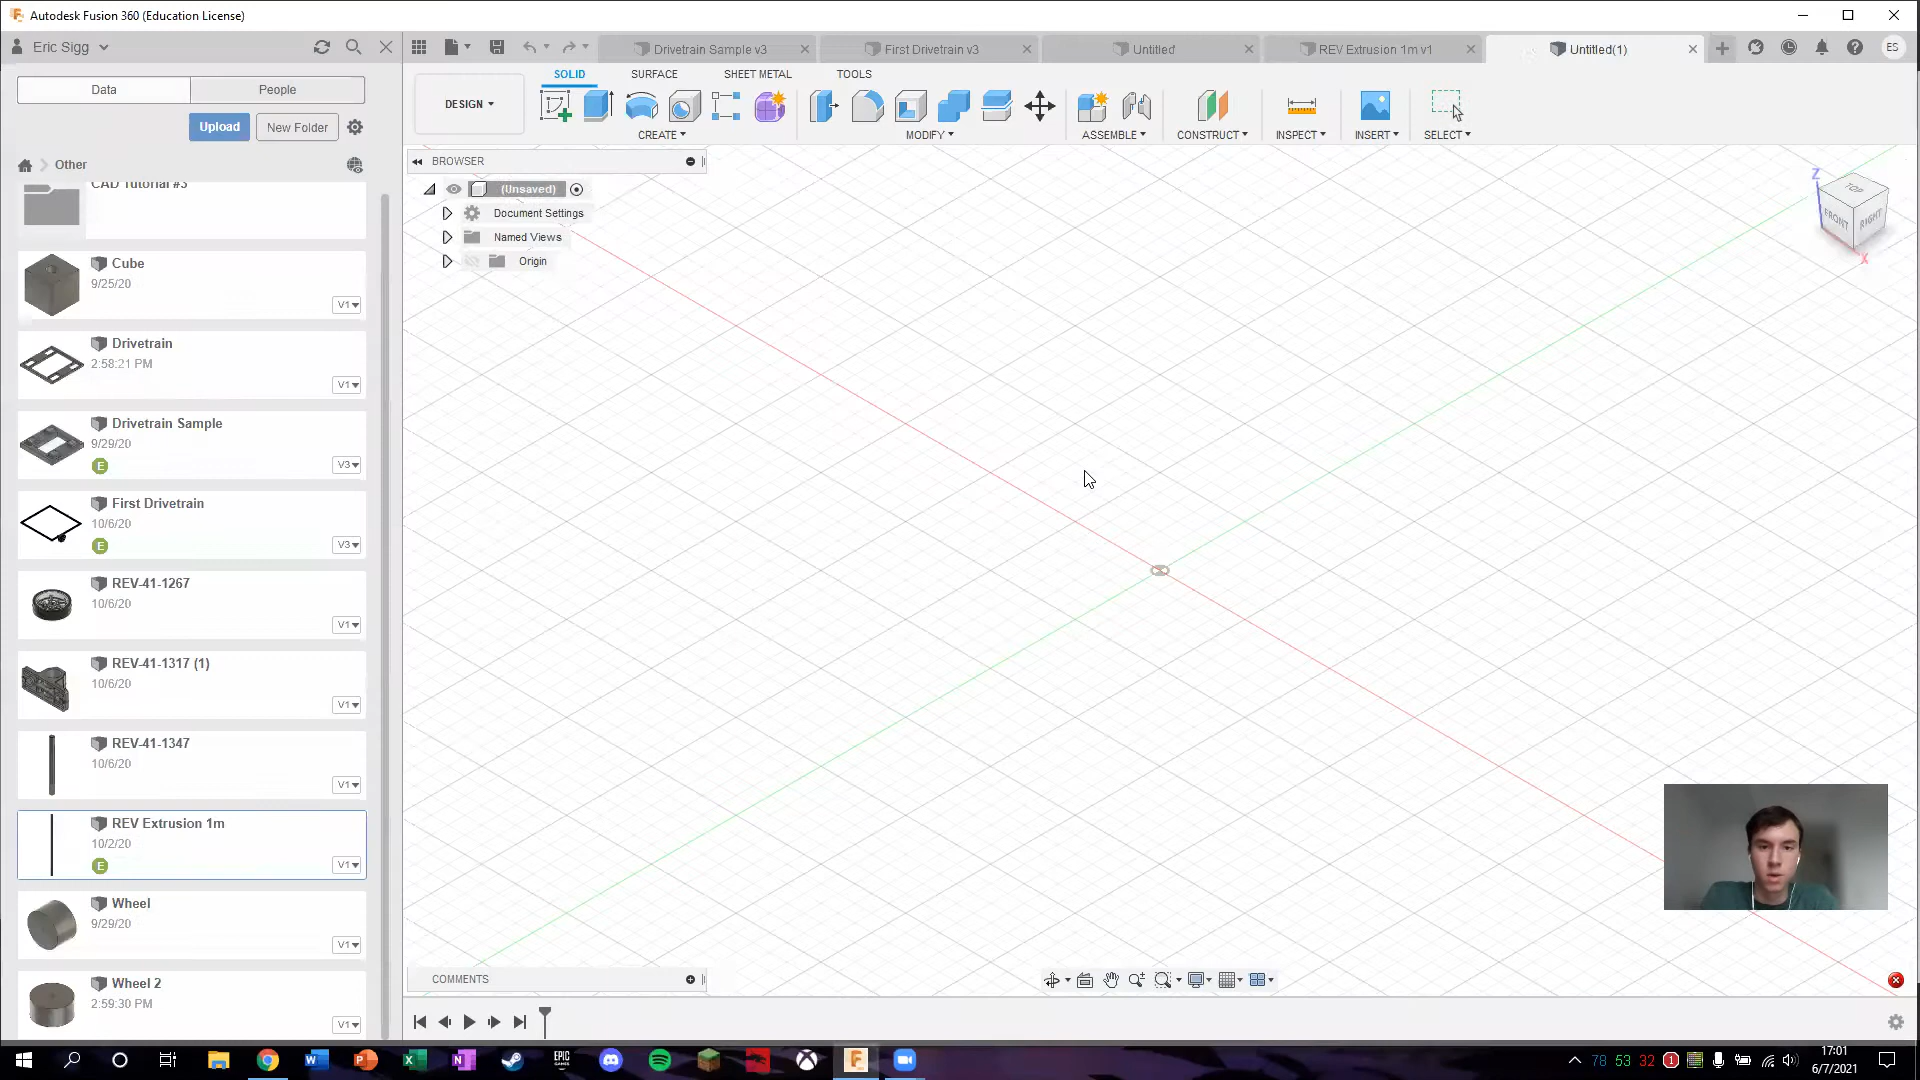 Autodesk Fusion 360 (Education License)
Eric Sigg
Drivetrain Sample v3
First Drivetrain v3
Untitled
REV Extrusion 1m v1
Untitled(1)
ES
Data
People
Upload
New Folder
Other
DESIGN
SOLID
SURFACE
SHEET METAL
TOOLS
CREATE
MODIFY
ASSEMBLE
CONSTRUCT
INSPECT
INSERT
SELECT
BROWSER
(Unsaved)
Document Settings
Named Views
Origin
TOP
FRONT
RIGHT
Z
X
CAD Tutorial #3
Cube
9/25/20
V1
Drivetrain
2:58:21 PM
V1
Drivetrain Sample
9/29/20
E
V3
First Drivetrain
10/6/20
E
V3
REV-41-1267
10/6/20
V1
REV-41-1317 (1)
10/6/20
V1
REV-41-1347
10/6/20
V1
REV Extrusion 1m
10/2/20
E
V1
Wheel
9/29/20
V1
Wheel 2
2:59:30 PM
V1
COMMENTS
EPIC
GAMES
78 53 32 1
17:01
6/7/2021